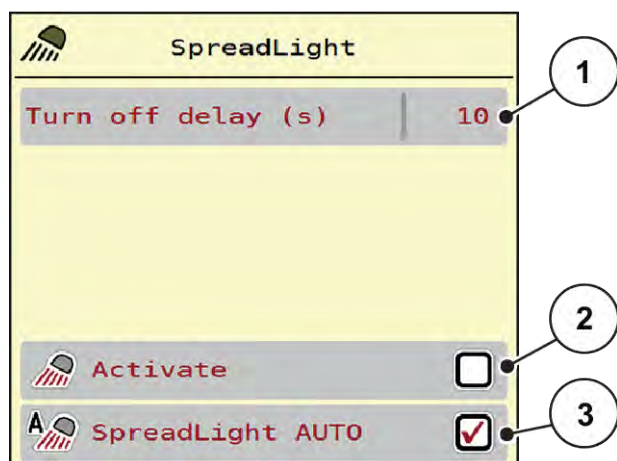 SpreadLight
1
Turn off delay (s) 10
2
Activate
3
A SpreadLight AUTO